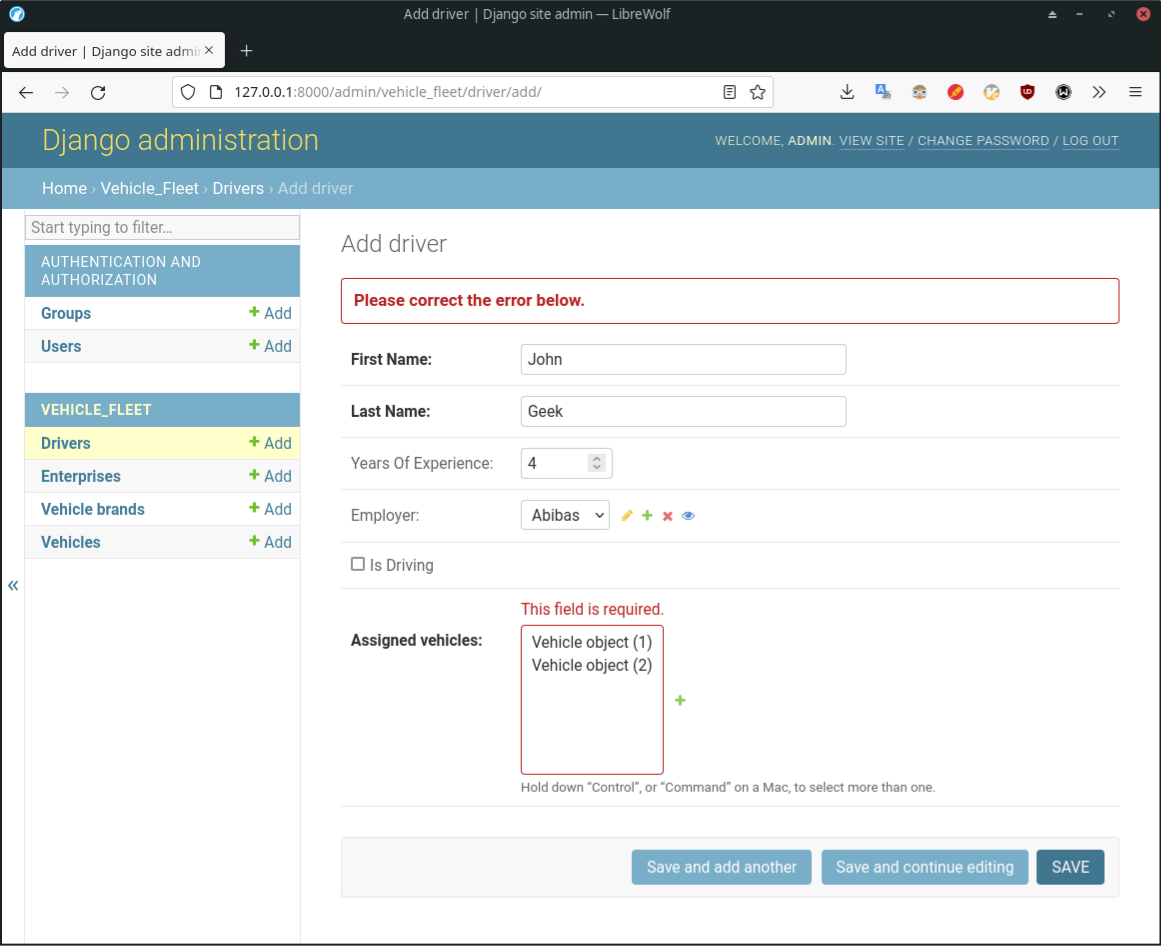 Add driver | Django site admin — LibreWolf
Add driver | Django site admi
127.0.0.1:8000/admin/vehicle_fleet/driver/add/
Django administration
WELCOME, ADMIN. VIEW SITE / CHANGE PASSWORD / LOG OUT
Home › Vehicle_Fleet › Drivers › Add driver
Start typing to filter...
AUTHENTICATION AND
AUTHORIZATION
Groups + Add
Users + Add
VEHICLE_FLEET
Drivers + Add
Enterprises + Add
Vehicle brands + Add
Vehicles + Add
«
Add driver
Please correct the error below.
First Name: John
Last Name: Geek
Years Of Experience: 4
Employer: Abibas
Is Driving
This field is required.
Assigned vehicles:
Vehicle object (1)
Vehicle object (2)
Hold down “Control”, or “Command” on a Mac, to select more than one.
Save and add another
Save and continue editing
SAVE